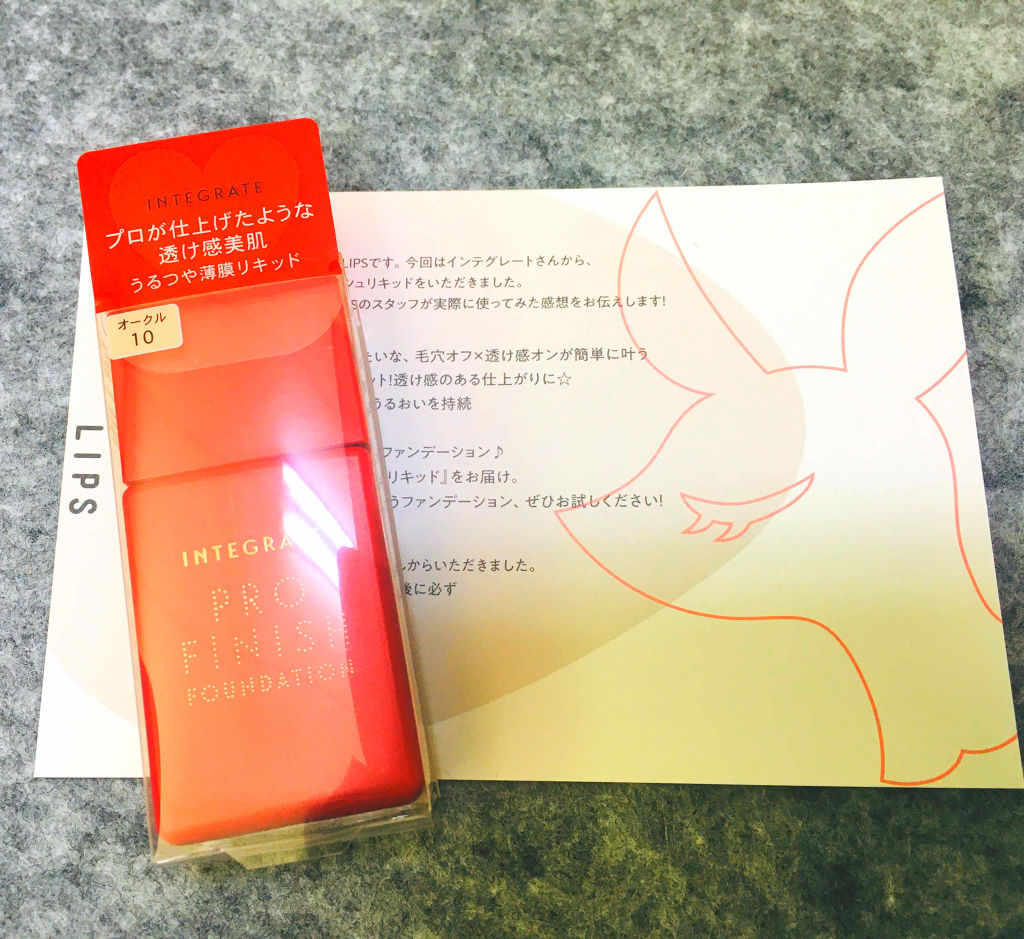 INTEGRATE
プロが仕上げたような
透け感美肌
うるつや薄膜リキッド
オークル
10
INTEGRATE
PRO
FINISH
FOUNDATION
LIPS
LIPSです。今回はインテグレートさんから、
シュリキッドをいただきました。
Sのスタッフが実際に使ってみた感想をお伝えします!
たいな、毛穴オフ×透け感オンが簡単に叶う
ット!透け感のある仕上がりに☆
うるおいを持続
ファンデーション♪
リキッド』をお届け。
うファンデーション、ぜひお試しください!
んからいただきました。
後に必ず